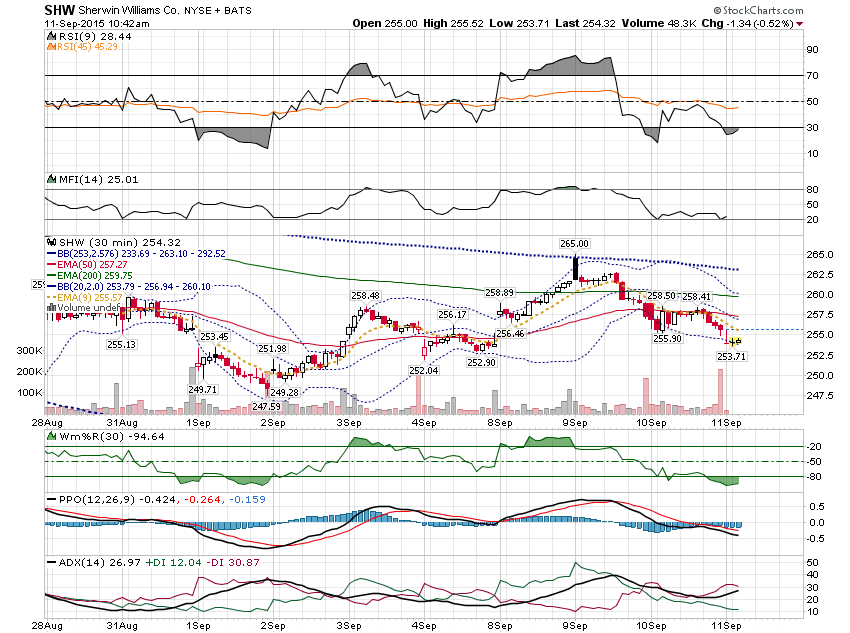 SHW Sherwin Williams Co. NYSE + BATS
© StockCharts.com
11-Sep-2015 10:42am
Open 255.00 High 255.52 Low 253.71 Last 254.32 Volume 48.3K Chg -1.34 (-0.52%)
RSI(9) 28.44
RSI(45) 45.29
90
70
50
30
10
MFI(14) 25.01
80
50
20
SHW (30 min) 254.32
BB(253,2.576) 233.69 - 263.10 - 292.52
EMA(50) 257.27
EMA(200) 259.75
BB(20,2.0) 253.79 - 256.94 - 260.10
EMA(9) 255.57
Volume undef
265.00
258.89
258.48
258.50
258.41
256.17
256.46
255.13
253.45
251.98
255.90
253.71
252.90
252.04
249.71
249.28
247.59
265.0
262.5
260.0
257.5
255.0
252.5
250.0
247.5
300K
200K
100K
28Aug 31Aug 1Sep 2Sep 3Sep 4Sep 8Sep 9Sep 10Sep 11Sep
Wm%R(30) -94.64
-20
-50
-80
PPO(12,26,9) -0.424, -0.264, -0.159
0.5
0.0
-0.5
ADX(14) 26.97 +DI 12.04 -DI 30.87
50
40
30
20
10
28Aug 31Aug 1Sep 2Sep 3Sep 4Sep 8Sep 9Sep 10Sep 11Sep